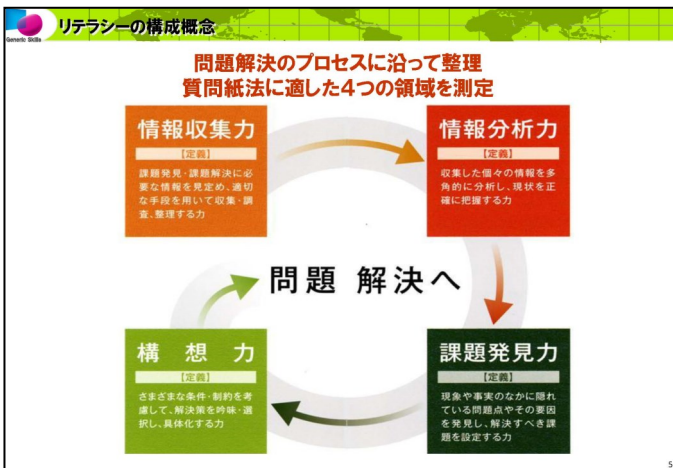 Generic Skills
リテラシーの構成概念
問題解決のプロセスに沿って整理
質問紙法に適した4つの領域を測定
情報収集力
【定義】
課題発見・課題解決に必
要な情報を見定め、適切
な手段を用いて収集・調
査、整理する力
情報分析力
【定義】
収集した個々の情報を多
角的に分析し、現状を正
確に把握する力
問題 解決へ
構 想 力
【定義】
さまざまな条件・制約を考
慮して、解決策を吟味・選
択し、具体化する力
課題発見力
【定義】
現象や事実のなかに隠れ
ている問題点やその要因
を発見し、解決すべき課
題を設定する力
5